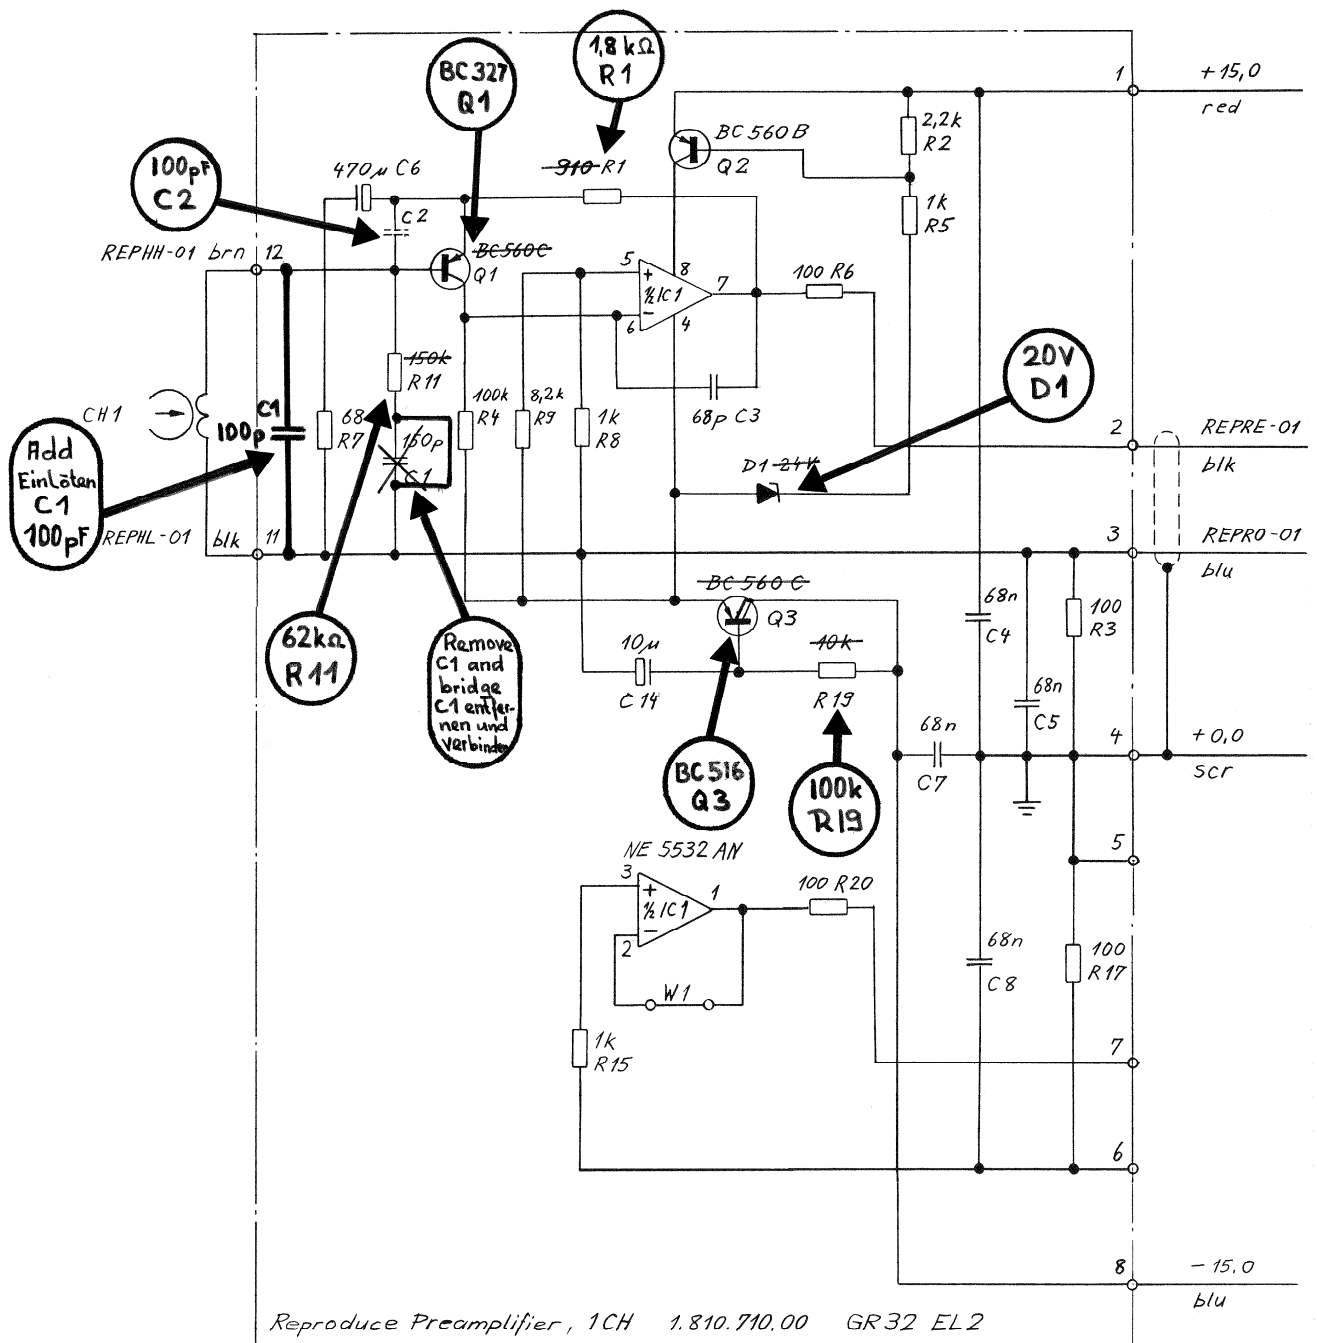 1,8 kΩ
R1
BC 327
Q1
100pF
C2
470µ C6
C2
910 R1
BC 560 B
Q2
2,2k
R2
1k
R5
1
+15,0
red
REPHH-01 brn 12
BC560C
Q1
5
+
½ IC1
6
−
8
4
7
100 R6
68p C3
20V
D1
D1 24V
150k
R11
100k
R4
8,2k
R9
1k
R8
68
R7
150p
C1
CH1
C1
100p
Add
Einlöten
C1
100pF
REPHL-01 blk 11
2
REPRE-01
blk
3
REPRO-01
blu
62kΩ
R11
Remove
C1 and
bridge
C1 entfer-
nen und
verbinden
BC 560 C
Q3
10µ
C14
10k
R19
BC 516
Q3
100k
R19
68n
C4
100
R3
68n
C5
68n
C7
4
+0,0
scr
5
NE 5532 AN
3
+
½ IC1
−
2
1
W1
100 R20
1k
R15
68n
C8
100
R17
7
6
8
−15,0
blu
Reproduce Preamplifier, 1CH 1.810.710.00 GR32 EL2